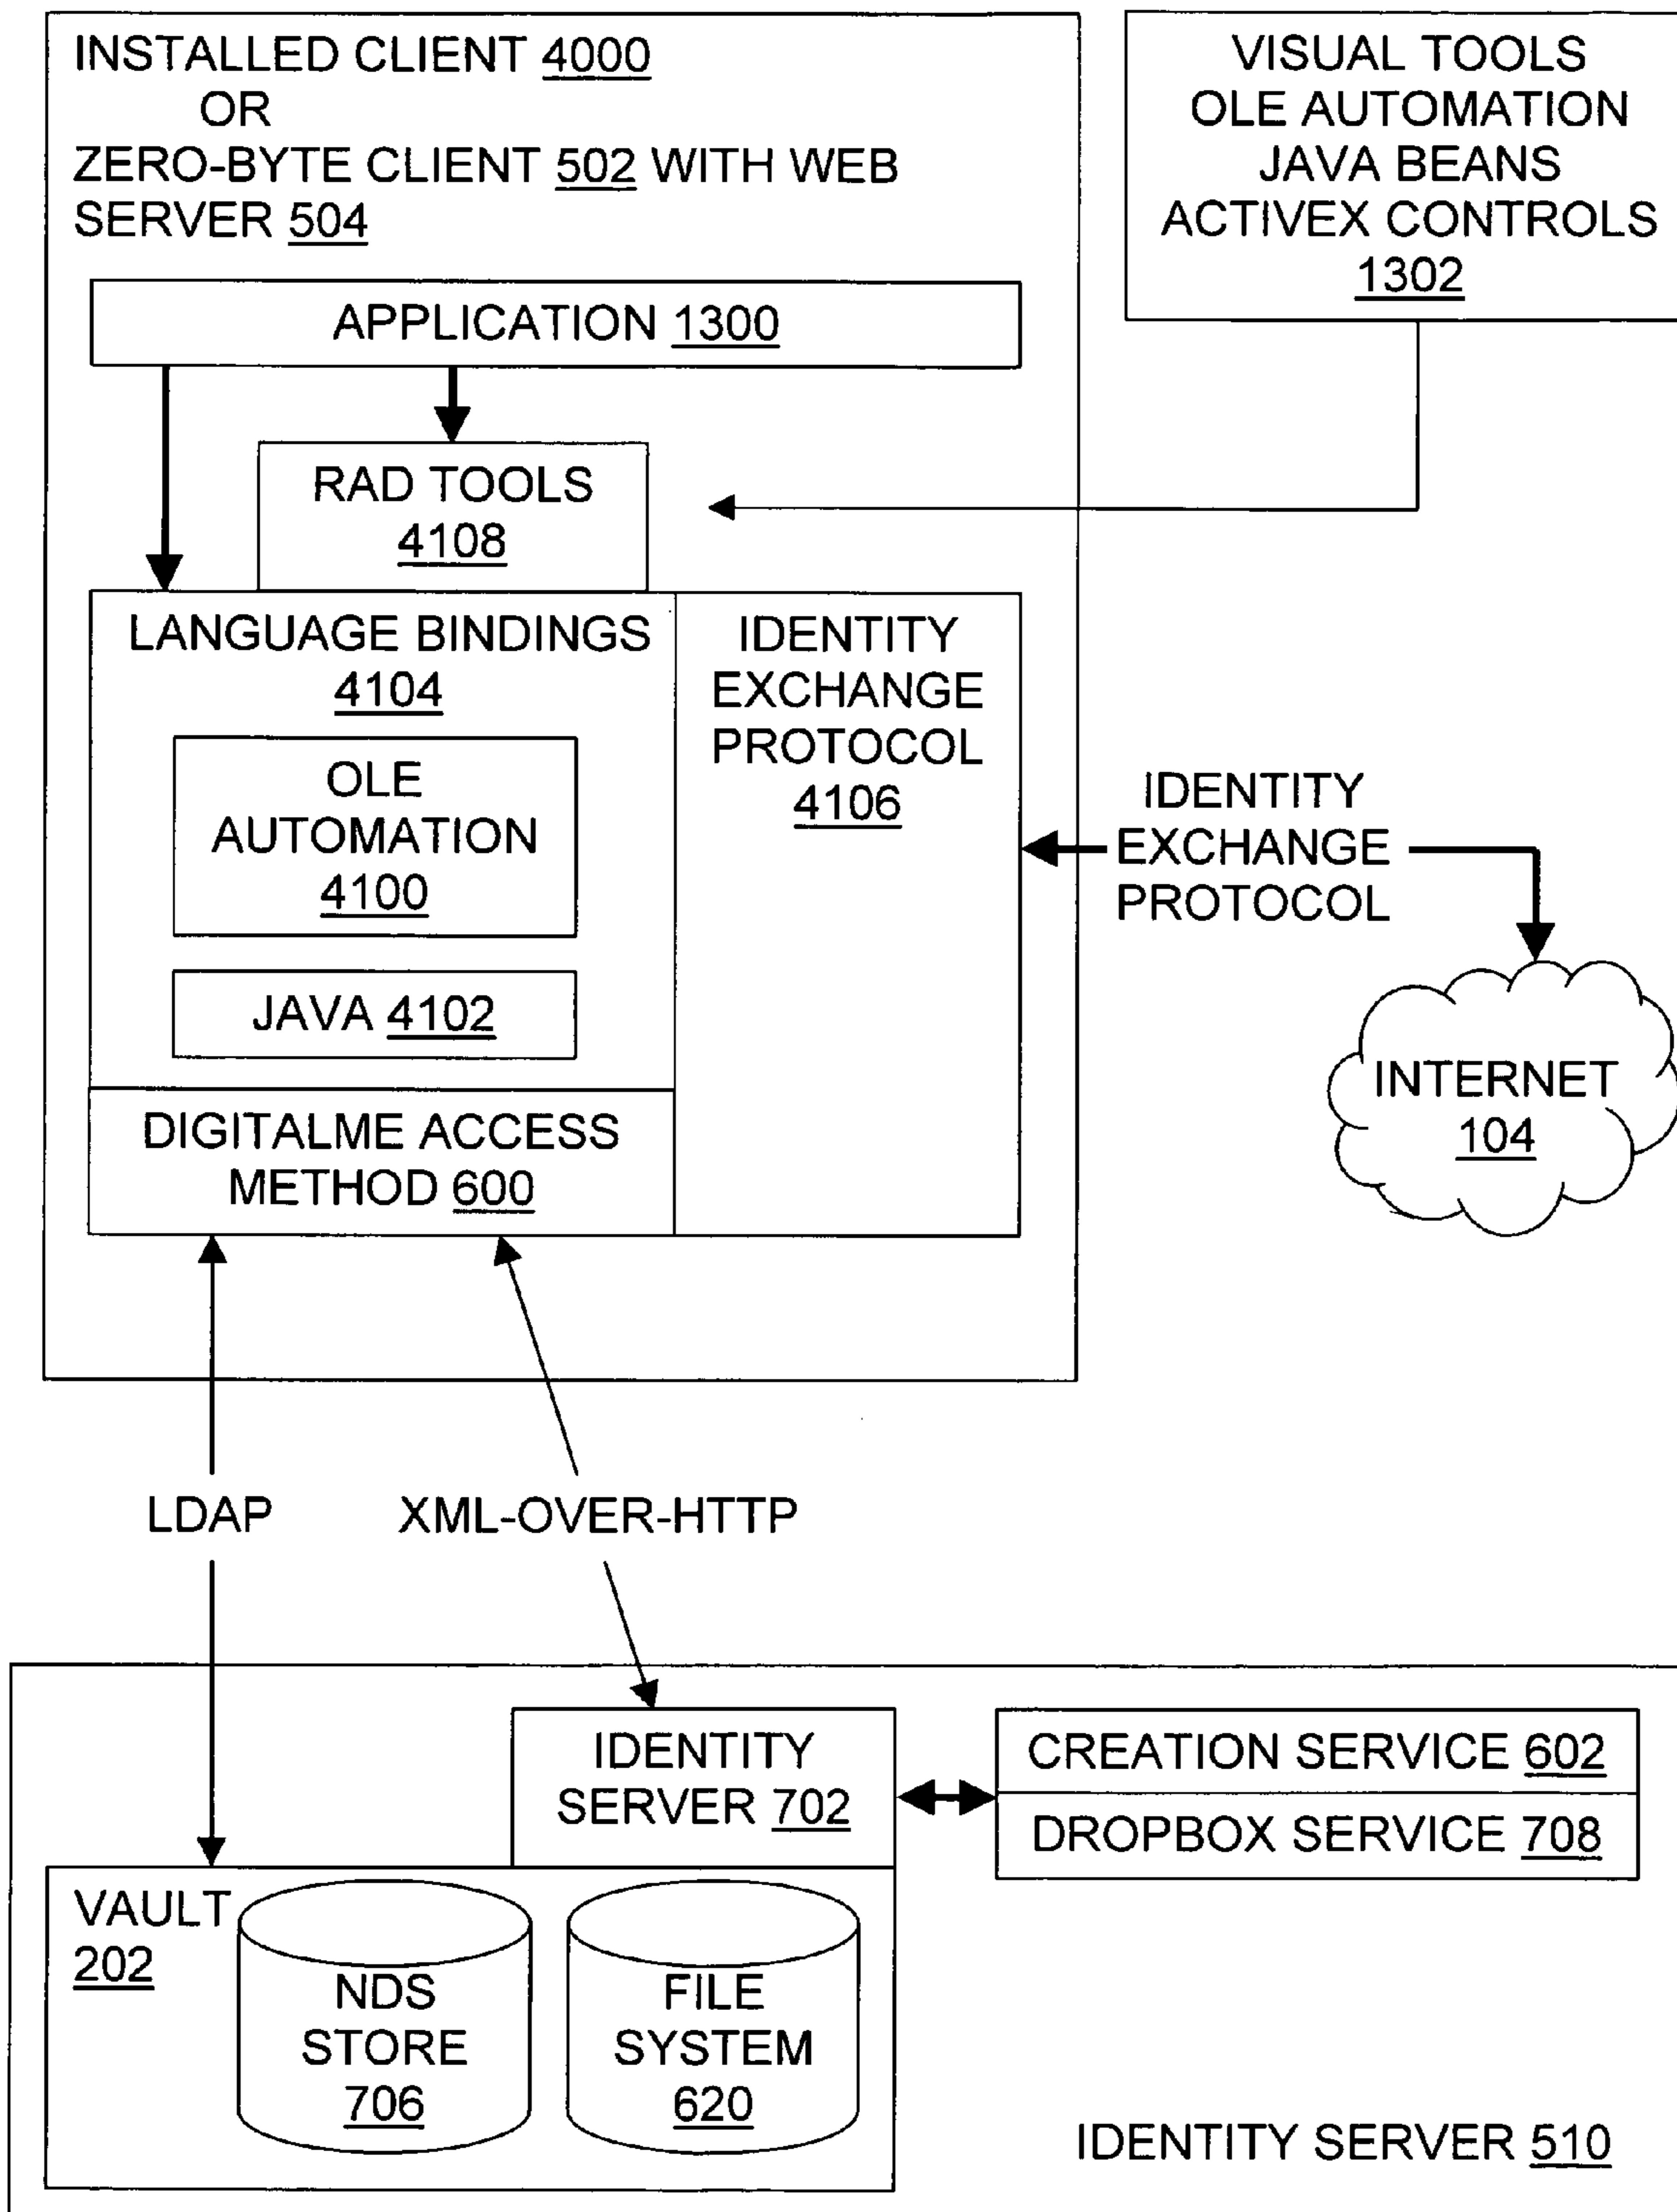 INSTALLED CLIENT 4000
OR
ZERO-BYTE CLIENT 502 WITH WEB
SERVER 504
VISUAL TOOLS
OLE AUTOMATION
JAVA BEANS
ACTIVEX CONTROLS
1302
APPLICATION 1300
RAD TOOLS
4108
LANGUAGE BINDINGS
4104
OLE
AUTOMATION
4100
JAVA 4102
IDENTITY
EXCHANGE
PROTOCOL
4106
IDENTITY
EXCHANGE
PROTOCOL
INTERNET
104
DIGITALME ACCESS
METHOD 600
LDAP
XML-OVER-HTTP
IDENTITY
SERVER 702
CREATION SERVICE 602
DROPBOX SERVICE 708
VAULT
202
NDS
STORE
706
FILE
SYSTEM
620
IDENTITY SERVER 510